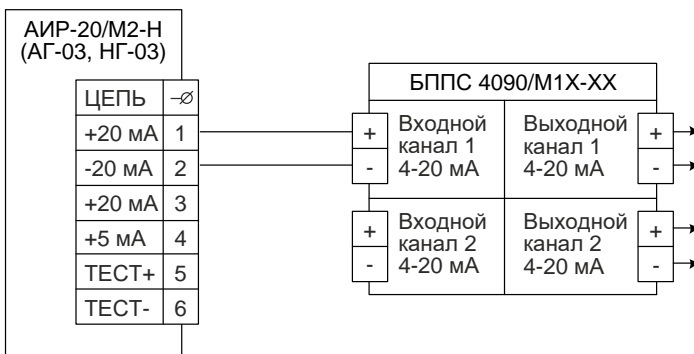 АИР-20/М2-Н
(АГ-03, НГ-03)
ЦЕПЬ
+20 мА 1
-20 мА 2
+20 мА 3
+5 мА 4
ТЕСТ+ 5
ТЕСТ- 6
БППС 4090/М1Х-ХХ
+ Входной
канал 1
- 4-20 мА
Выходной +
канал 1
4-20 мА -
+ Входной
канал 2
- 4-20 мА
Выходной +
канал 2
4-20 мА -